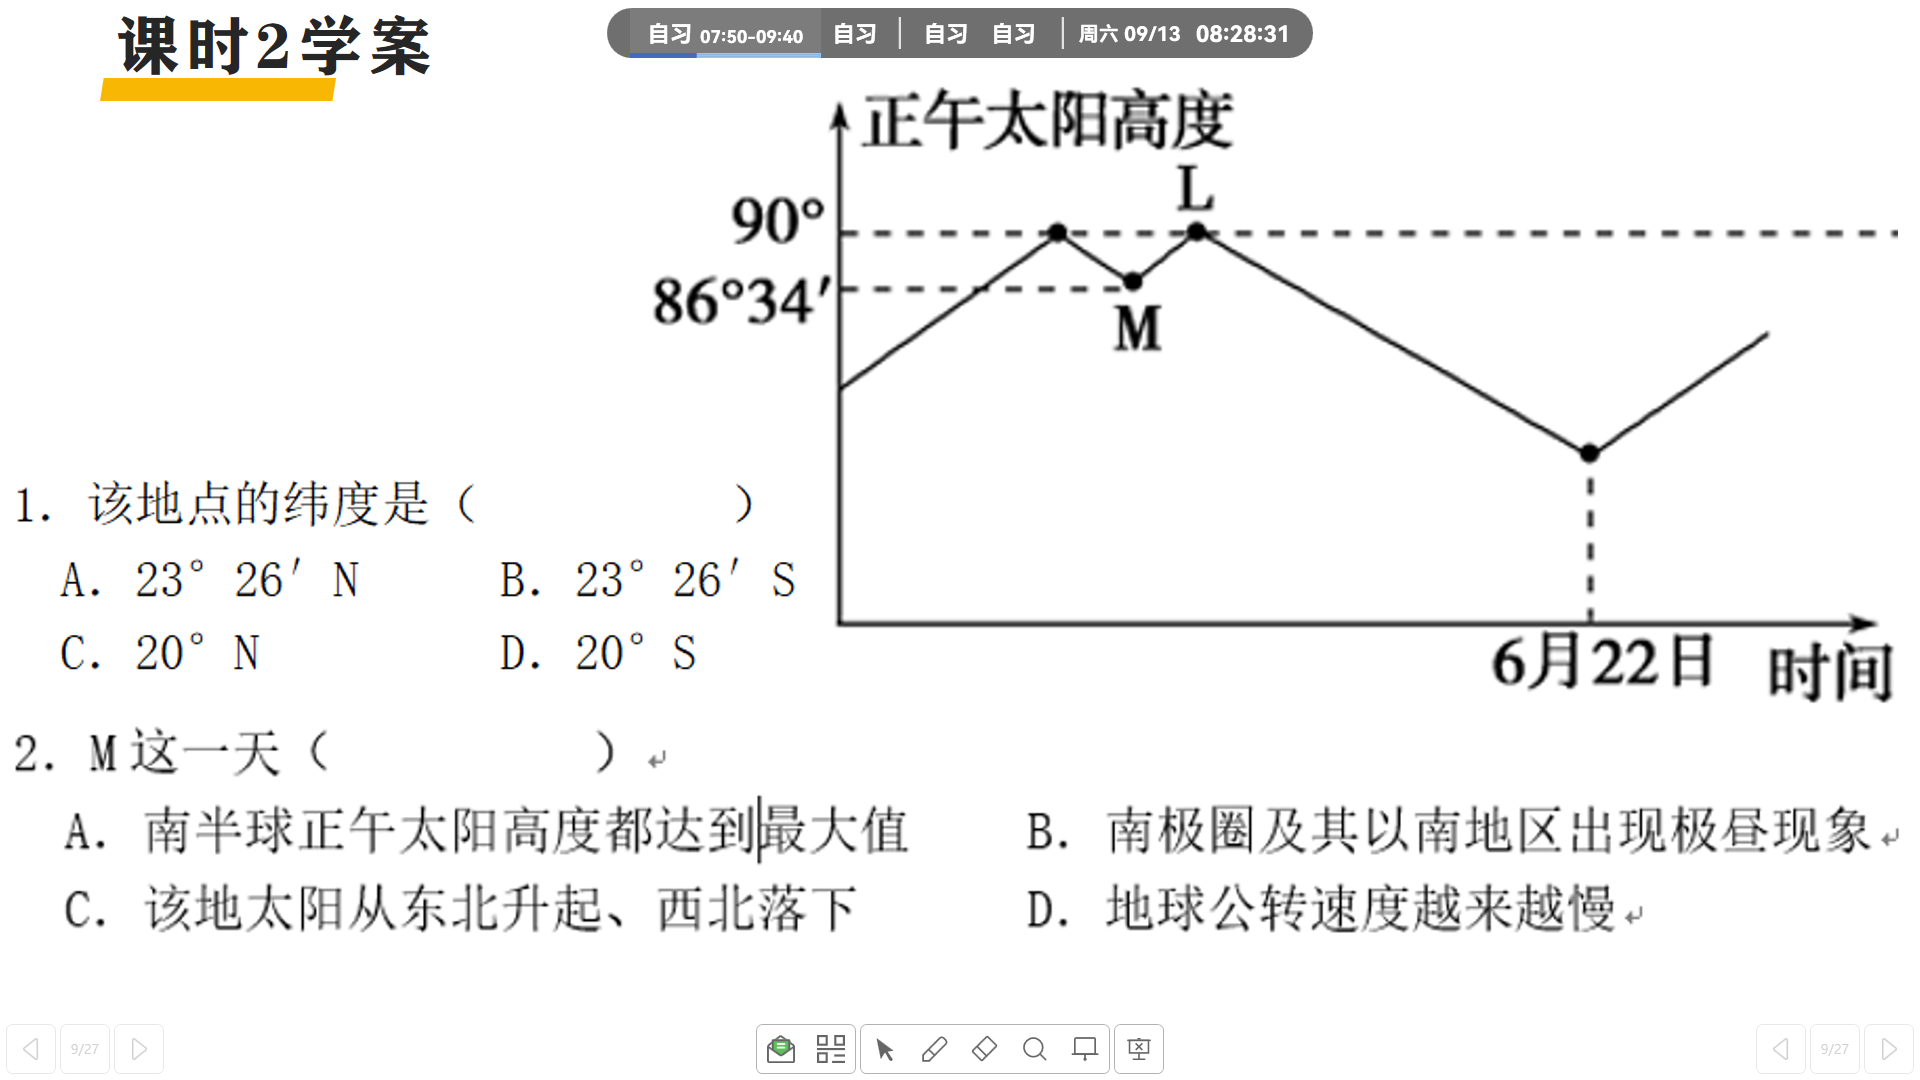 课时2学案
自习 07:50-09:40 自习 自习 自习 周六 09/13 08:28:31
正午太阳高度
L
90°
86°34′
M
1. 该地点的纬度是（ ）
A. 23° 26′ N B. 23° 26′ S
C. 20° N D. 20° S
6月22日 时间
2. M 这一天（ ）↵
A. 南半球正午太阳高度都达到最大值 B. 南极圈及其以南地区出现极昼现象↵
C. 该地太阳从东北升起、西北落下 D. 地球公转速度越来越慢↵
9/27 9/27